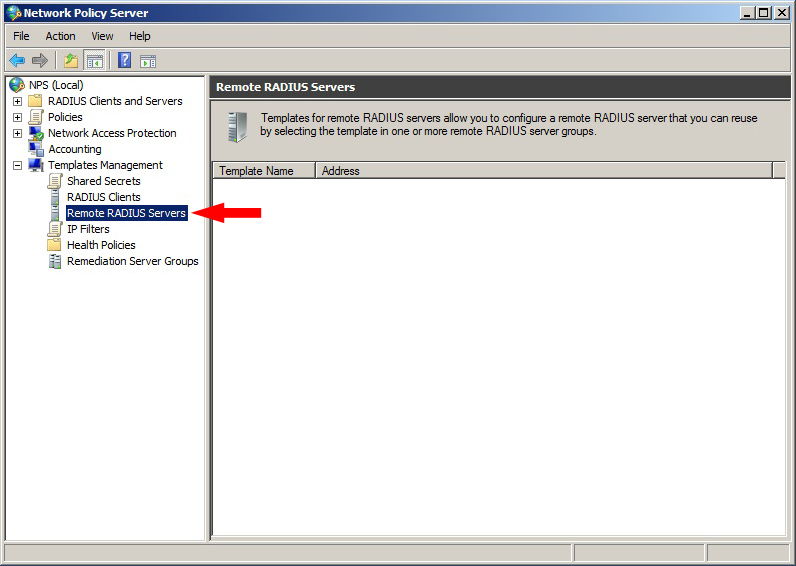 Network Policy Server
File Action View Help
NPS (Local)
RADIUS Clients and Servers
Policies
Network Access Protection
Accounting
Templates Management
Shared Secrets
RADIUS Clients
Remote RADIUS Servers
IP Filters
Health Policies
Remediation Server Groups
Remote RADIUS Servers
Templates for remote RADIUS servers allow you to configure a remote RADIUS server that you can reuse
by selecting the template in one or more remote RADIUS server groups.
Template Name Address